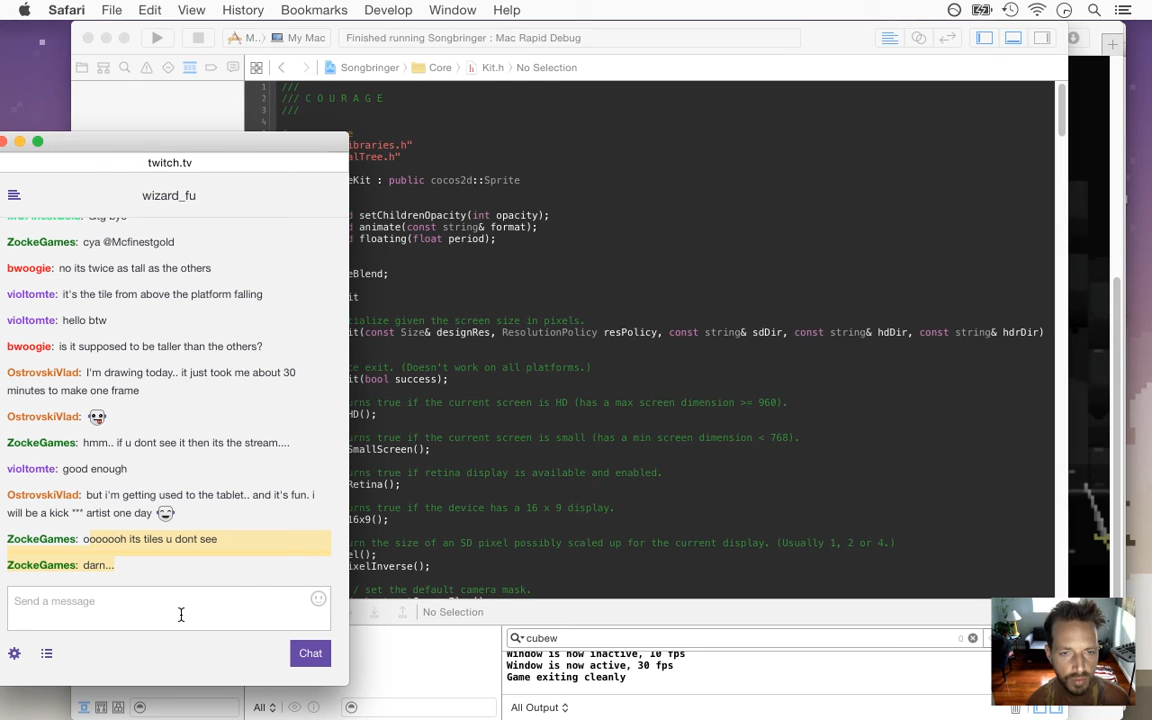 Safari File Edit View History Bookmarks Develop Window Help
M... My Mac Finished running Songbringer : Mac Rapid Debug
Songbringer Core Kit.h No Selection
1 ///
2 /// C O U R A G E
3 ///
ibraries.h"
alTree.h"
eKit : public cocos2d::Sprite
d setChildrenOpacity(int opacity);
d animate(const string& format);
d floating(float period);
eBlend;
it
ialize given the screen size in pixels.
it(const Size& designRes, ResolutionPolicy resPolicy, const string& sdDir, const string& hdDir, const string& hdrDir)
ce exit. (Doesn't work on all platforms.)
it(bool success);
urns true if the current screen is HD (has a max screen dimension >= 960).
HD();
urns true if the current screen is small (has a min screen dimension < 768).
SmallScreen();
urns true if retina display is available and enabled.
Retina();
urns true if the device has a 16 x 9 display.
16x9();
urn the size of an SD pixel possibly scaled up for the current display. (Usually 1, 2 or 4.)
el();
ixelInverse();
/ set the default camera mask.
No Selection
twitch.tv
wizard_fu
ZockeGames: cya @Mcfinestgold
bwoogie: no its twice as tall as the others
violtomte: it's the tile from above the platform falling
violtomte: hello btw
bwoogie: is it supposed to be taller than the others?
OstrovskiVlad: I'm drawing today.. it just took me about 30
minutes to make one frame
OstrovskiVlad:
ZockeGames: hmm.. if u dont see it then its the stream....
violtomte: good enough
OstrovskiVlad: but i'm getting used to the tablet.. and it's fun. i
will be a kick *** artist one day
ZockeGames: ooooooh its tiles u dont see
ZockeGames: darn...
Send a message
Chat
cubew 0
Window is now inactive, 10 fps
Window is now active, 30 fps
Game exiting cleanly
All
All Output